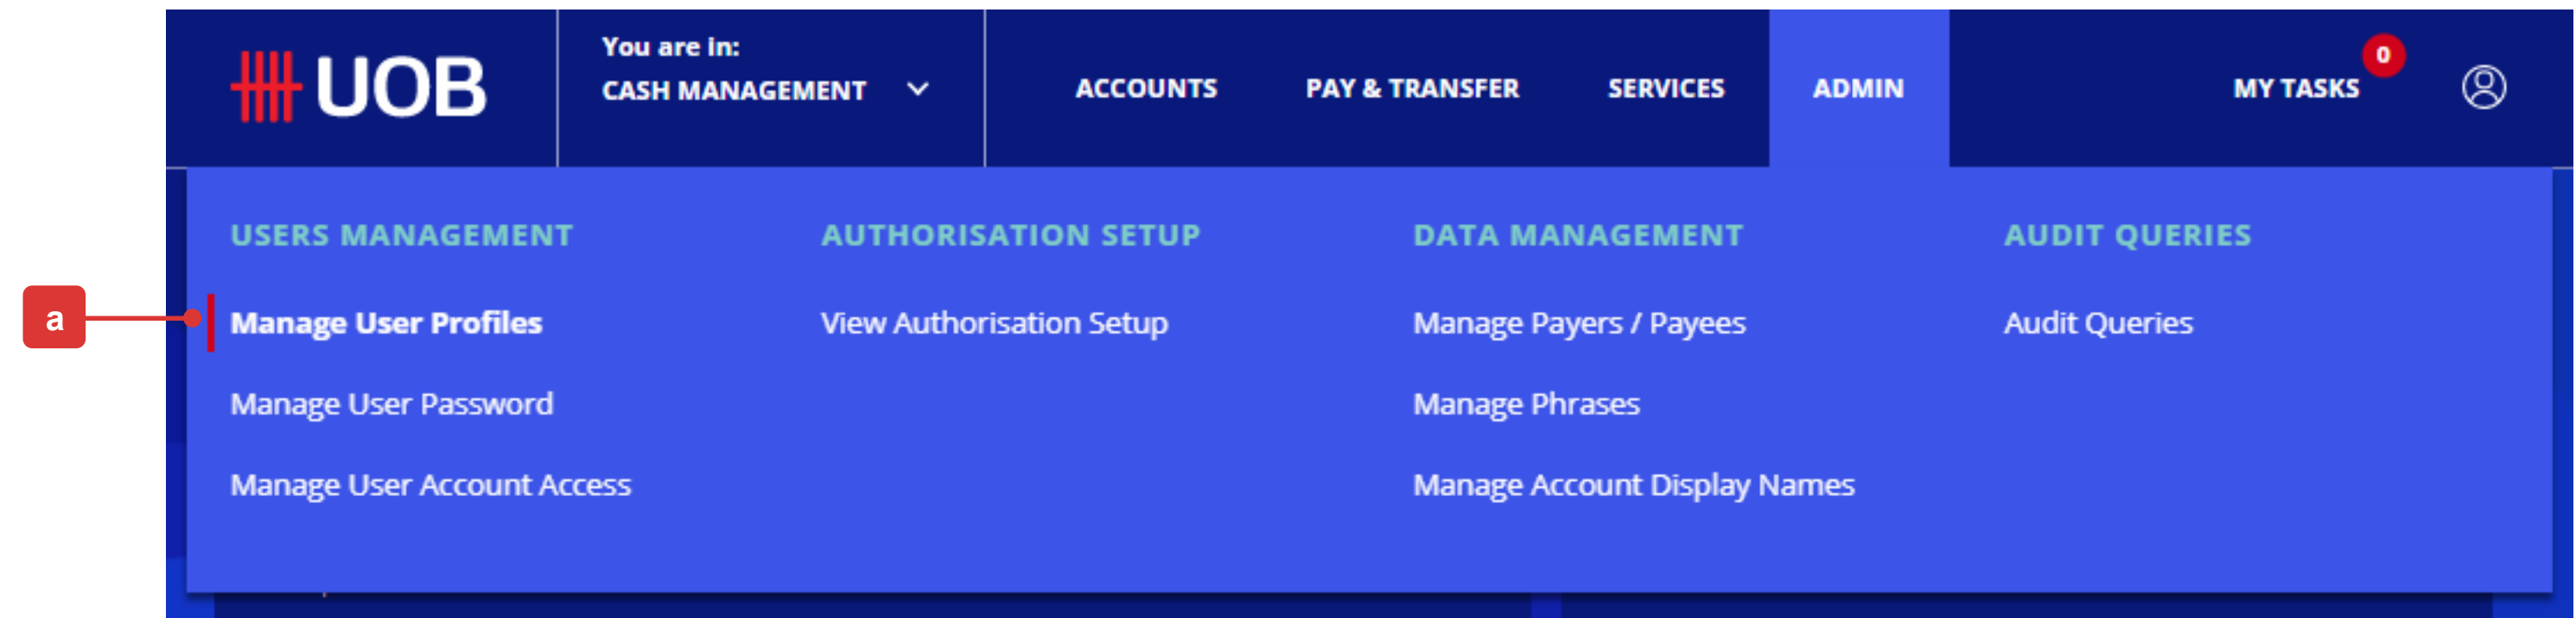 UOB
You are in:
CASH MANAGEMENT
ACCOUNTS
PAY & TRANSFER
SERVICES
ADMIN
MY TASKS
0
USERS MANAGEMENT
a
Manage User Profiles
Manage User Password
Manage User Account Access
AUTHORISATION SETUP
View Authorisation Setup
DATA MANAGEMENT
Manage Payers / Payees
Manage Phrases
Manage Account Display Names
AUDIT QUERIES
Audit Queries